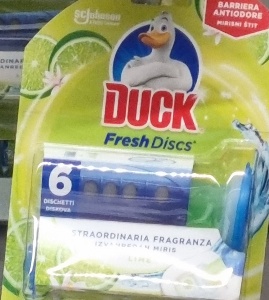 SC Johnson
BARRIERA
ANTIODORE
MIRISNI ŠTIT
DUCK
Fresh Discs
6
DISCHETTI
DISKOVA
STRAORDINARIA FRAGRANZA
IZVANREDAN MIRIS
LIME